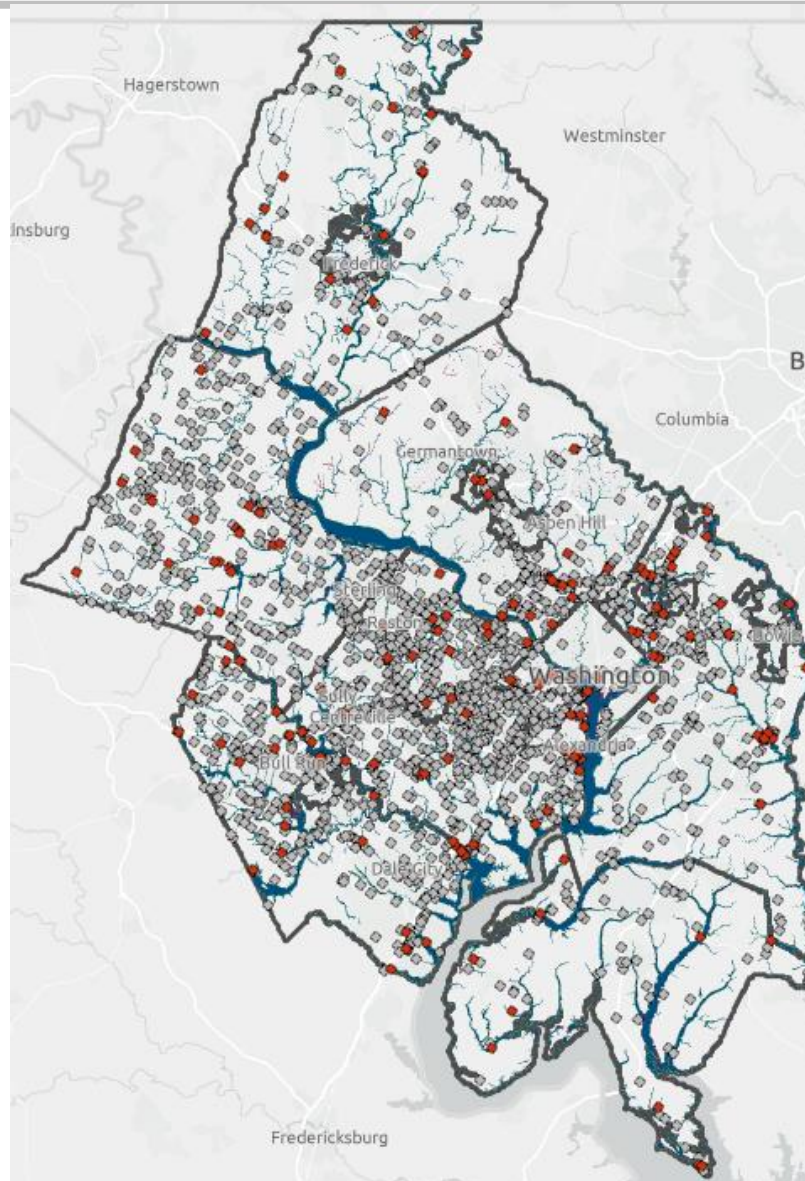 Hagerstown
Westminster
insburg
Frederick
B
Columbia
Germantown
Aspen Hill
Sterling
Reston
Bowie
Washington
Sully
Centreville
Alexandria
Bull Run
Dale City
Fredericksburg